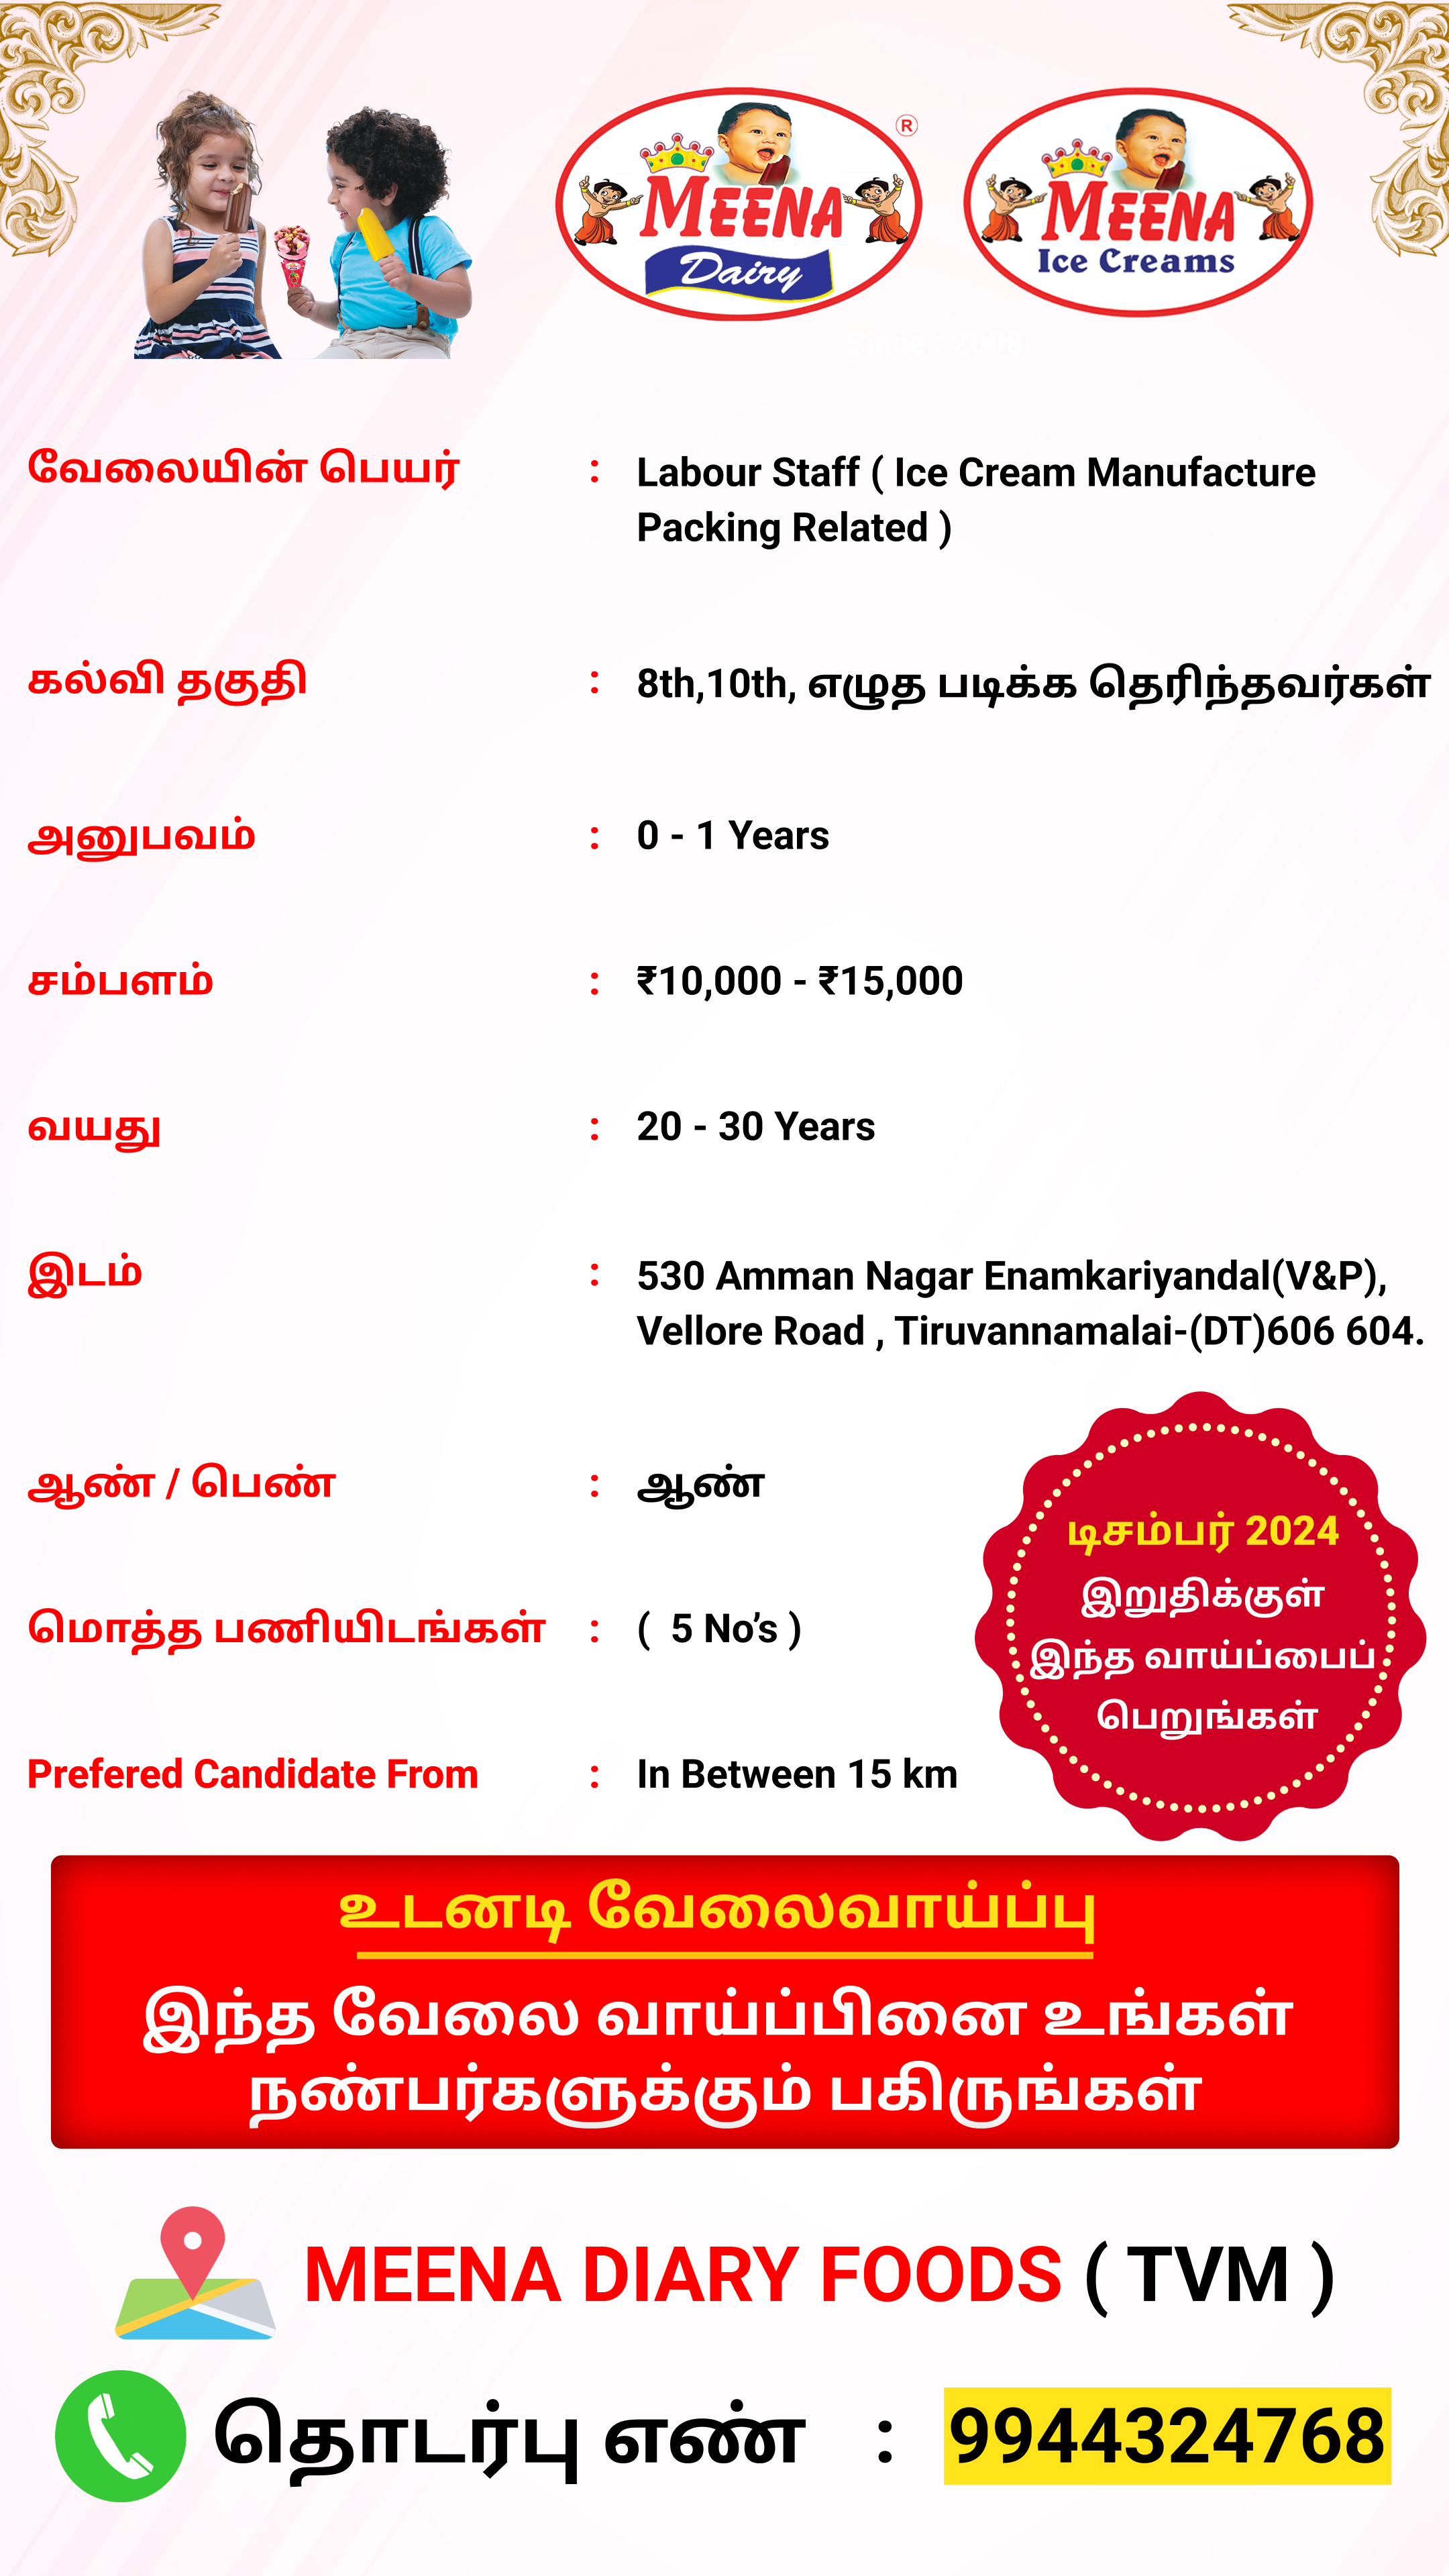 MEENA
Dairy
®
MEENA
Ice Creams
Since : 2008
வேலையின் பெயர் : Labour Staff ( Ice Cream Manufacture
Packing Related )
கல்வி தகுதி : 8th,10th, எழுத படிக்க தெரிந்தவர்கள்
அனுபவம் : 0 - 1 Years
சம்பளம் : ₹10,000 - ₹15,000
வயது : 20 - 30 Years
இடம் : 530 Amman Nagar Enamkariyandal(V&P),
Vellore Road , Tiruvannamalai-(DT)606 604.
ஆண் / பெண் : ஆண்
மொத்த பணியிடங்கள் : ( 5 No’s )
Prefered Candidate From : In Between 15 km
டிசம்பர் 2024
இறுதிக்குள்
இந்த வாய்ப்பைப்
பெறுங்கள்
உடனடி வேலைவாய்ப்பு
இந்த வேலை வாய்ப்பினை உங்கள்
நண்பர்களுக்கும் பகிருங்கள்
MEENA DIARY FOODS ( TVM )
தொடர்பு எண் : 9944324768